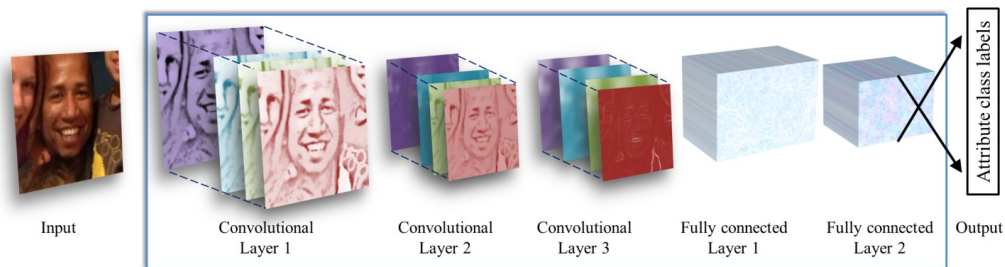 Attribute class labels
Input
Convolutional
Layer 1
Convolutional
Layer 2
Convolutional
Layer 3
Fully connected
Layer 1
Fully connected
Layer 2
Output